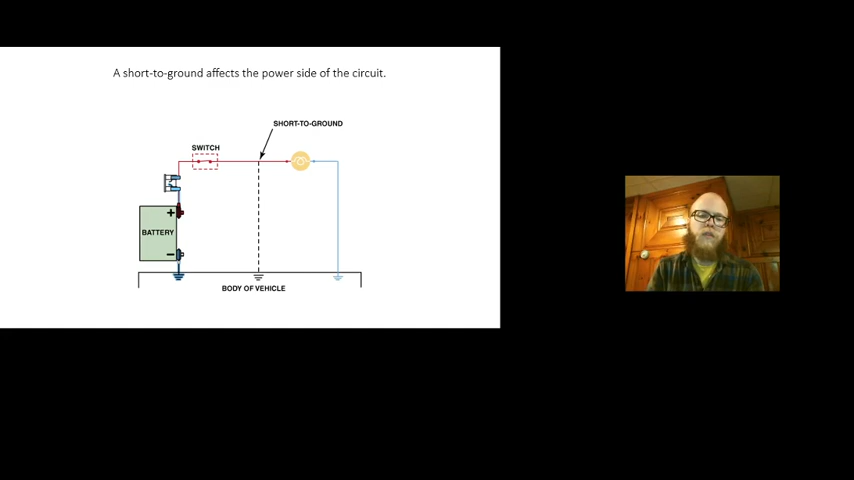 A short-to-ground affects the power side of the circuit.
SHORT-TO-GROUND
SWITCH
+
BATTERY
–
BODY OF VEHICLE